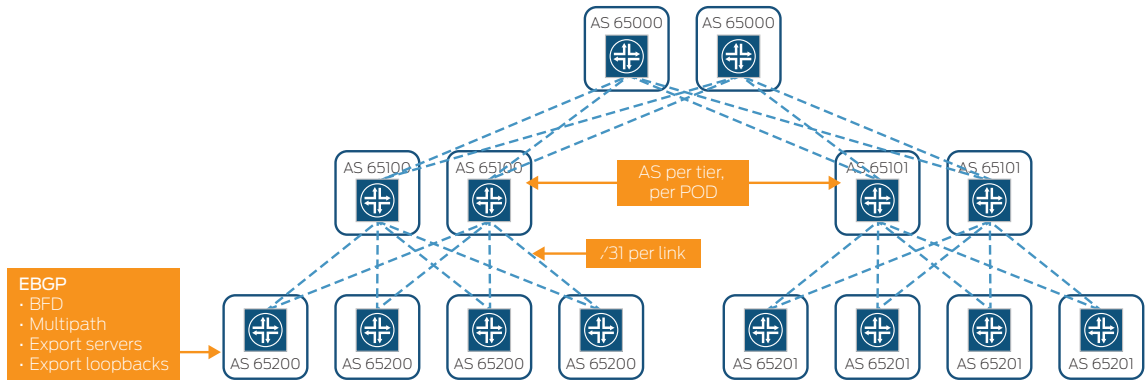 AS 65000
AS 65000
AS 65100
AS 65100
AS per tier,
per POD
AS 65101
AS 65101
/31 per link
EBGP
· BFD
· Multipath
· Export servers
· Export loopbacks
AS 65200
AS 65200
AS 65200
AS 65200
AS 65201
AS 65201
AS 65201
AS 65201